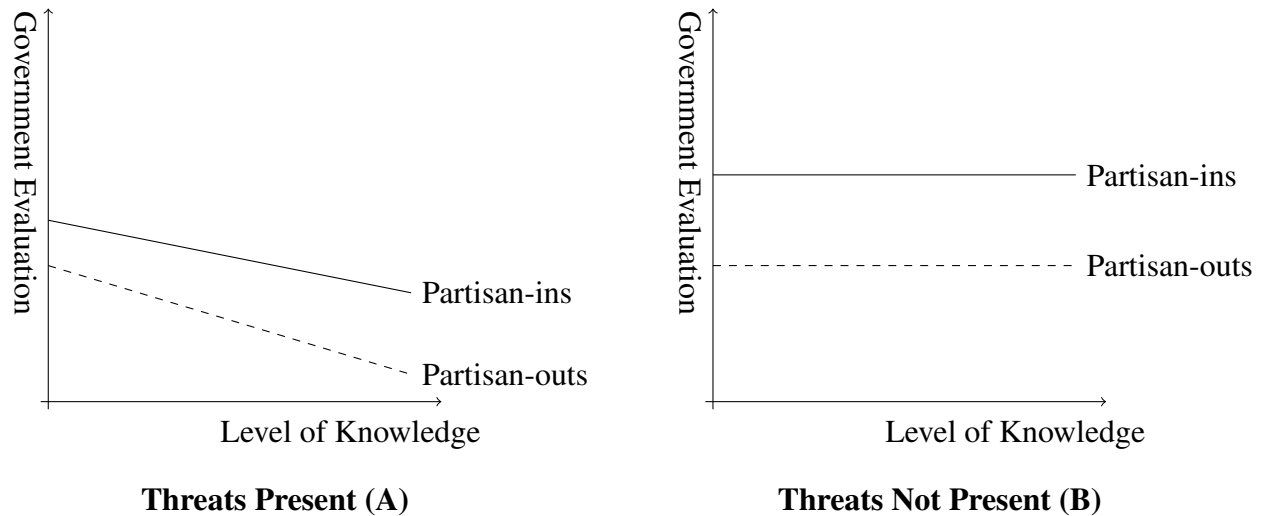 Government Evaluation
Partisan-ins
Partisan-outs
Level of Knowledge
Threats Present (A)
Government Evaluation
Partisan-ins
Partisan-outs
Level of Knowledge
Threats Not Present (B)